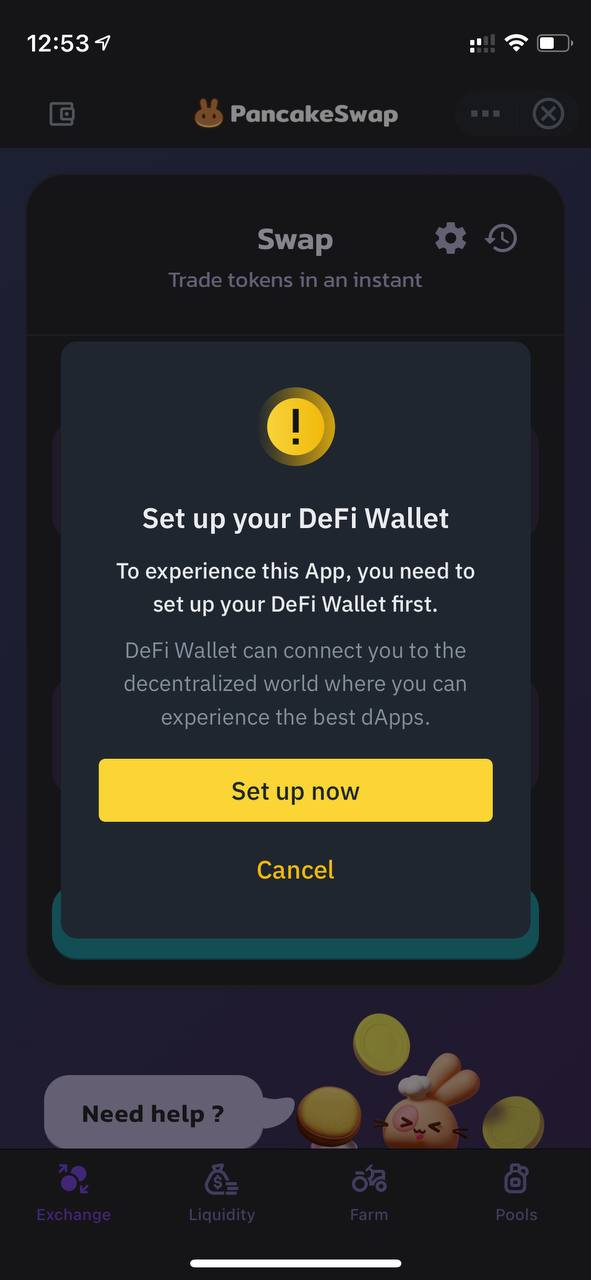 12:53
PancakeSwap
Swap
Trade tokens in an instant
!
Set up your DeFi Wallet
To experience this App, you need to
set up your DeFi Wallet first.
DeFi Wallet can connect you to the
decentralized world where you can
experience the best dApps.
Set up now
Cancel
Need help ?
Exchange
Liquidity
Farm
Pools